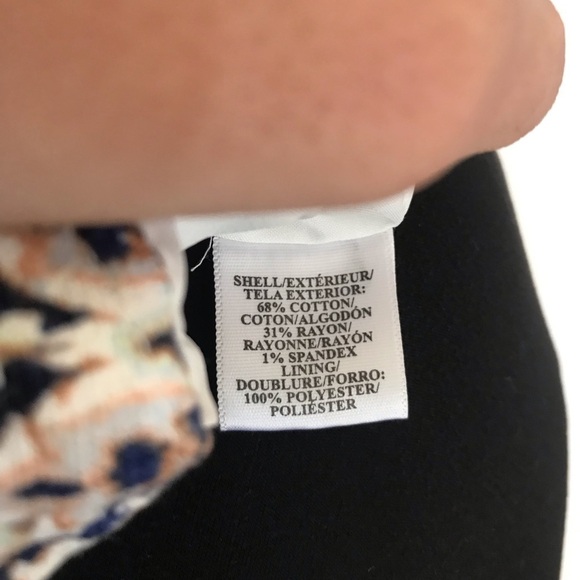 SHELL/EXTÉRIEUR/
TELA EXTERIOR:
68% COTTON/
COTON/ALGODÓN
31% RAYON/
RAYONNE/RAYÓN
1% SPANDEX
LINING/
DOUBLURE/FORRO:
100% POLYESTER/
POLIÉSTER